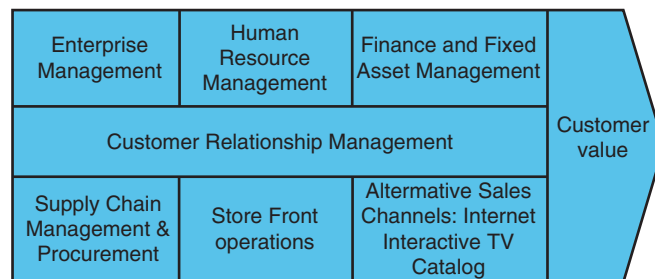 Enterprise
Management
Human
Resource
Management
Finance and Fixed
Asset Management
Customer Relationship Management
Customer
value
Supply Chain
Management &
Procurement
Store Front
operations
Altermative Sales
Channels: Internet
Interactive TV
Catalog